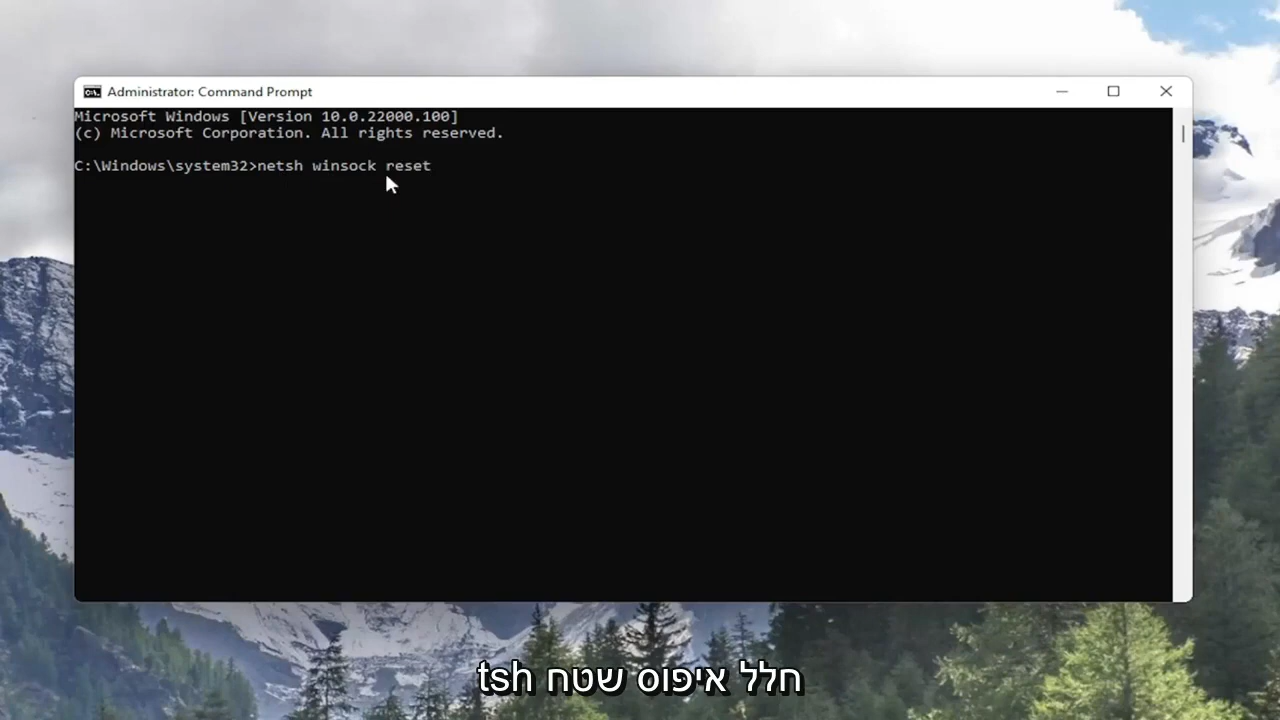 Administrator: Command Prompt
Microsoft Windows [Version 10.0.22000.100]
(c) Microsoft Corporation. All rights reserved.
C:\Windows\system32>netsh winsock reset
חלל איפוס שטח tsh